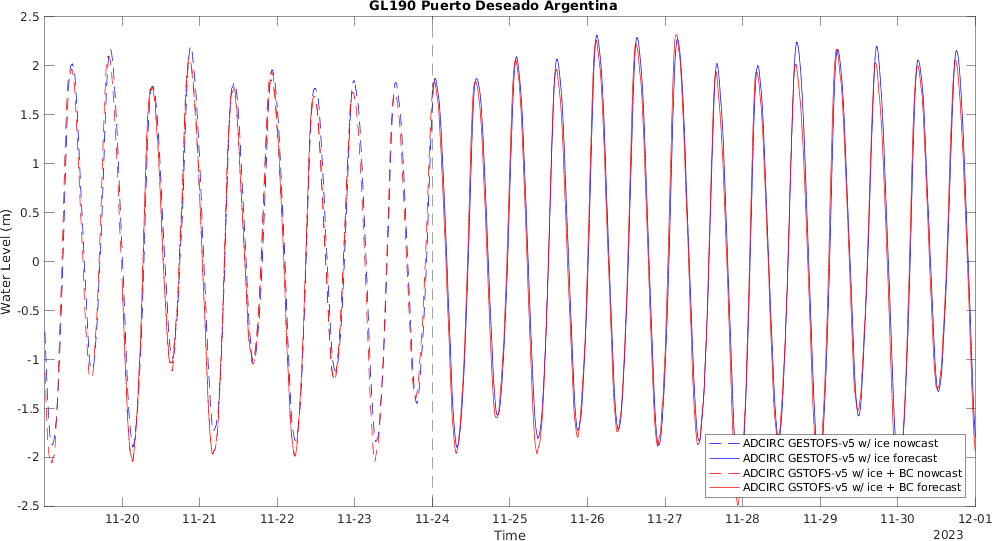 GL190 Puerto Deseado Argentina
2.5
2
1.5
1
0.5
0
-0.5
-1
-1.5
-2
-2.5
Water Level (m)
ADCIRC GESTOFS-v5 w/ ice nowcast
ADCIRC GESTOFS-v5 w/ ice forecast
ADCIRC GSTOFS-v5 w/ ice + BC nowcast
ADCIRC GSTOFS-v5 w/ ice + BC forecast
11-20 11-21 11-22 11-23 11-24 11-25 11-26 11-27 11-28 11-29 11-30 12-01
Time
2023